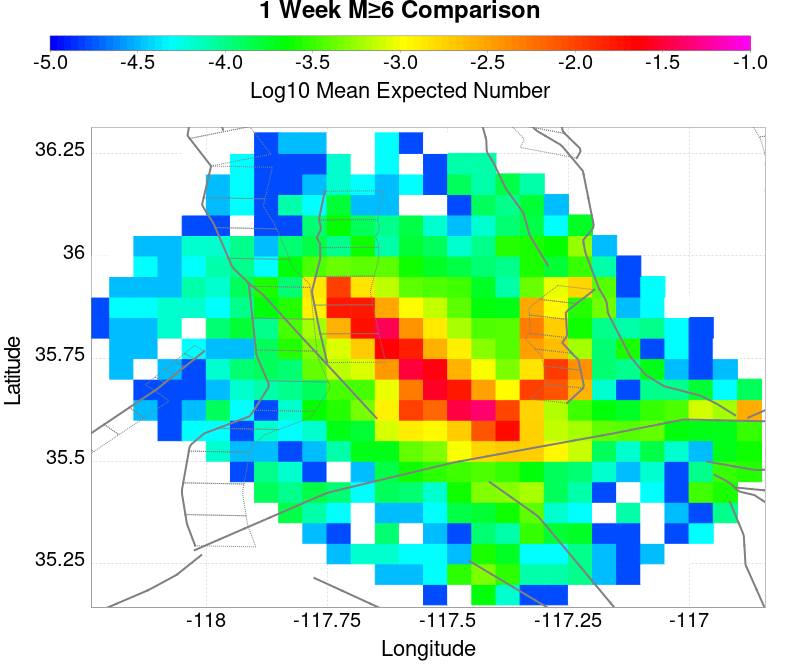 1 Week M≥6 Comparison
-5.0 -4.5 -4.0 -3.5 -3.0 -2.5 -2.0 -1.5 -1.0
Log10 Mean Expected Number
36.25
36
35.75
35.5
35.25
Latitude
-118 -117.75 -117.5 -117.25 -117
Longitude